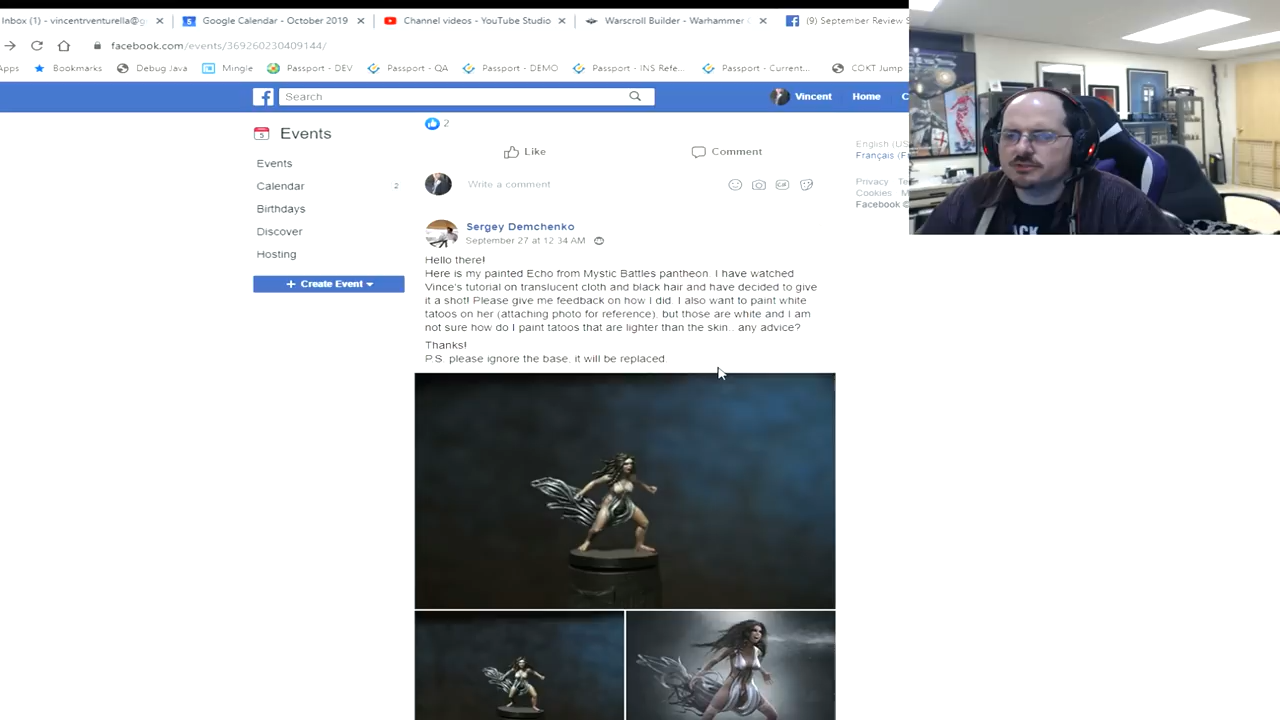 Inbox (1) - vincentrventurella@g
Google Calendar - October 2019
Channel videos - YouTube Studio
Warscroll Builder - Warhammer
(9) September Review S
facebook.com/events/369260230409144/
Apps
Bookmarks
Debug Java
Mingle
Passport - DEV
Passport - QA
Passport - DEMO
Passport - INS Refe...
Passport - Current...
COKT Jump
Search
Vincent
Home
C
5
Events
Events
Calendar
2
Birthdays
Discover
Hosting
+ Create Event
2
Like
Comment
Write a comment
GIF
English (US
Français (F
Privacy Te
Cookies M
Facebook ©
Sergey Demchenko
September 27 at 12:34 AM
Hello there!
Here is my painted Echo from Mystic Battles pantheon. I have watched
Vince's tutorial on translucent cloth and black hair and have decided to give
it a shot! Please give me feedback on how I did. I also want to paint white
tatoos on her (attaching photo for reference), but those are white and I am
not sure how do I paint tatoos that are lighter than the skin.. any advice?
Thanks!
P.S. please ignore the base, it will be replaced